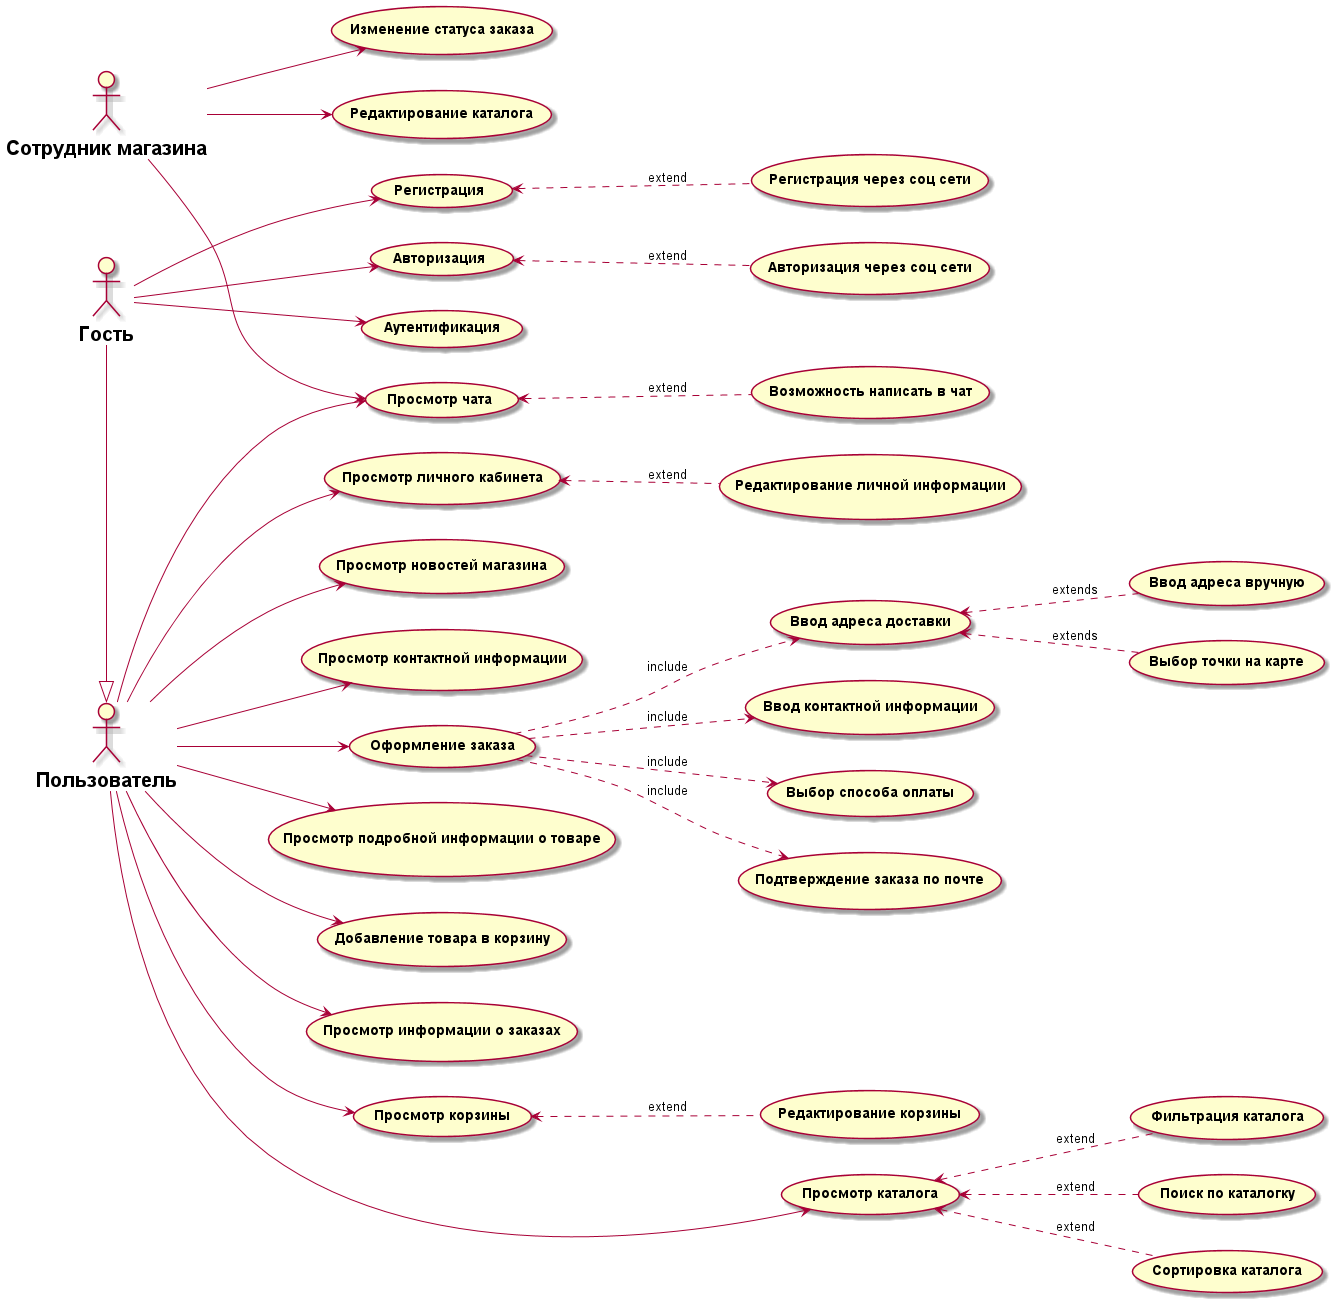 Изменение статуса заказа
Редактирование каталога
Сотрудник магазина
Регистрация
extend
Регистрация через соц сети
Авторизация
extend
Авторизация через соц сети
Аутентификация
Гость
Просмотр чата
extend
Возможность написать в чат
Просмотр личного кабинета
extend
Редактирование личной информации
Просмотр новостей магазина
Ввод адреса доставки
extends
Ввод адреса вручную
extends
Выбор точки на карте
Просмотр контактной информации
include
include
Ввод контактной информации
Оформление заказа
include
Выбор способа оплаты
include
Подтверждение заказа по почте
Пользователь
Просмотр подробной информации о товаре
Добавление товара в корзину
Просмотр информации о заказах
Просмотр корзины
extend
Редактирование корзины
Просмотр каталога
extend
Фильтрация каталога
extend
Поиск по каталогку
extend
Сортировка каталога